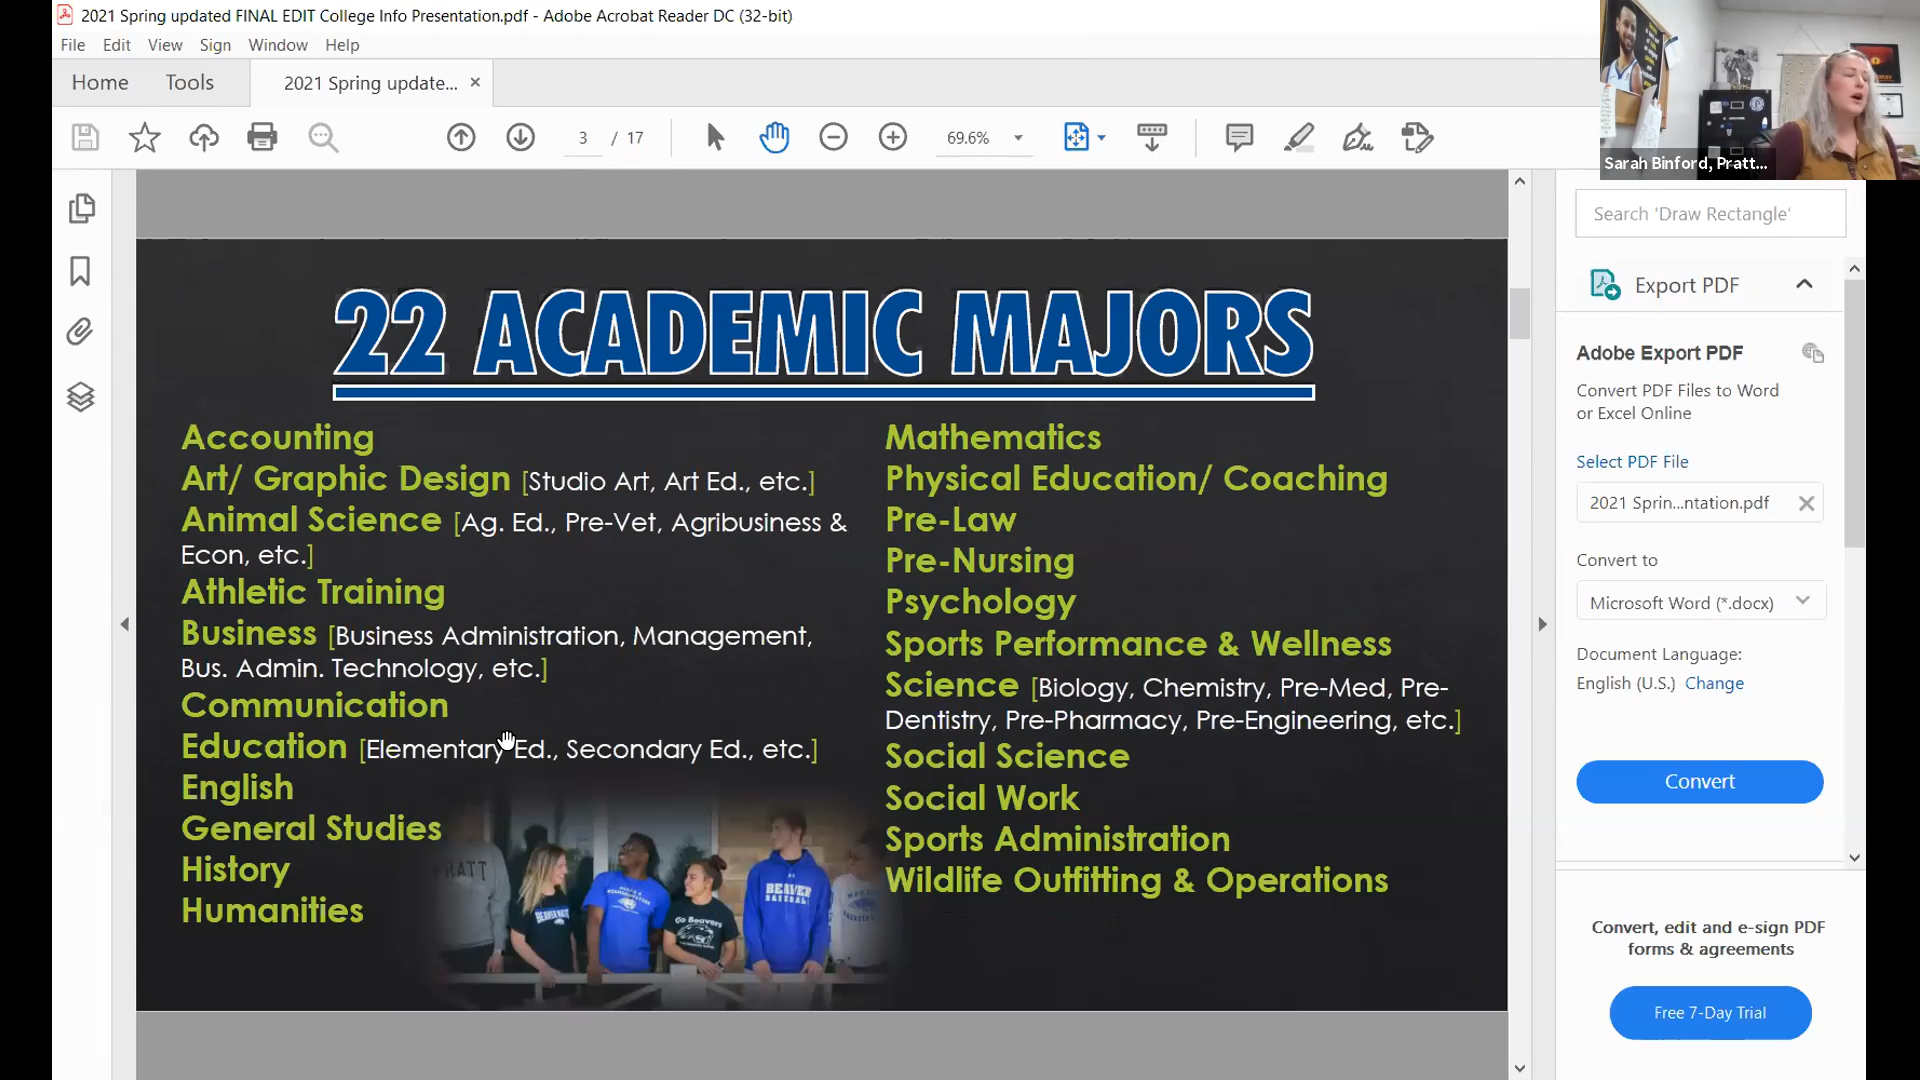 2021 Spring updated FINAL EDIT College Info Presentation.pdf - Adobe Acrobat Reader DC (32-bit)
File Edit View Sign Window Help
Home Tools 2021 Spring update... ×
3 / 17 69.6%
Sarah Binford, Pratt...
Search 'Draw Rectangle'
Export PDF
Adobe Export PDF
Convert PDF Files to Word
or Excel Online
Select PDF File
2021 Sprin...ntation.pdf
Convert to
Microsoft Word (*.docx)
Document Language:
English (U.S.) Change
Convert
Convert, edit and e-sign PDF
forms & agreements
Free 7-Day Trial
22 ACADEMIC MAJORS
Accounting
Art/ Graphic Design [Studio Art, Art Ed., etc.]
Animal Science [Ag. Ed., Pre-Vet, Agribusiness &
Econ, etc.]
Athletic Training
Business [Business Administration, Management,
Bus. Admin. Technology, etc.]
Communication
Education [Elementary Ed., Secondary Ed., etc.]
English
General Studies
History
Humanities
Mathematics
Physical Education/ Coaching
Pre-Law
Pre-Nursing
Psychology
Sports Performance & Wellness
Science [Biology, Chemistry, Pre-Med, Pre-
Dentistry, Pre-Pharmacy, Pre-Engineering, etc.]
Social Science
Social Work
Sports Administration
Wildlife Outfitting & Operations
PRATT
Go Beavers
BEAVER
BASEBALL